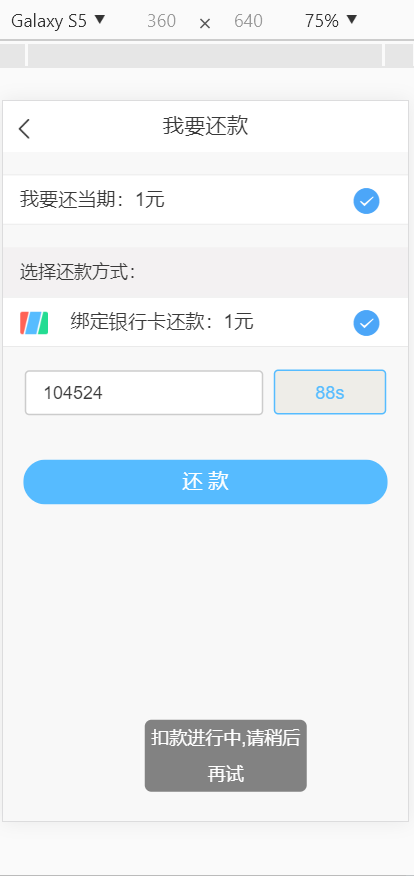 Galaxy S5 ▼ 360 × 640 75% ▼
我要还款
我要还当期：1元
选择还款方式：
绑定银行卡还款：1元
104524 88s
还 款
扣款进行中,请稍后
再试